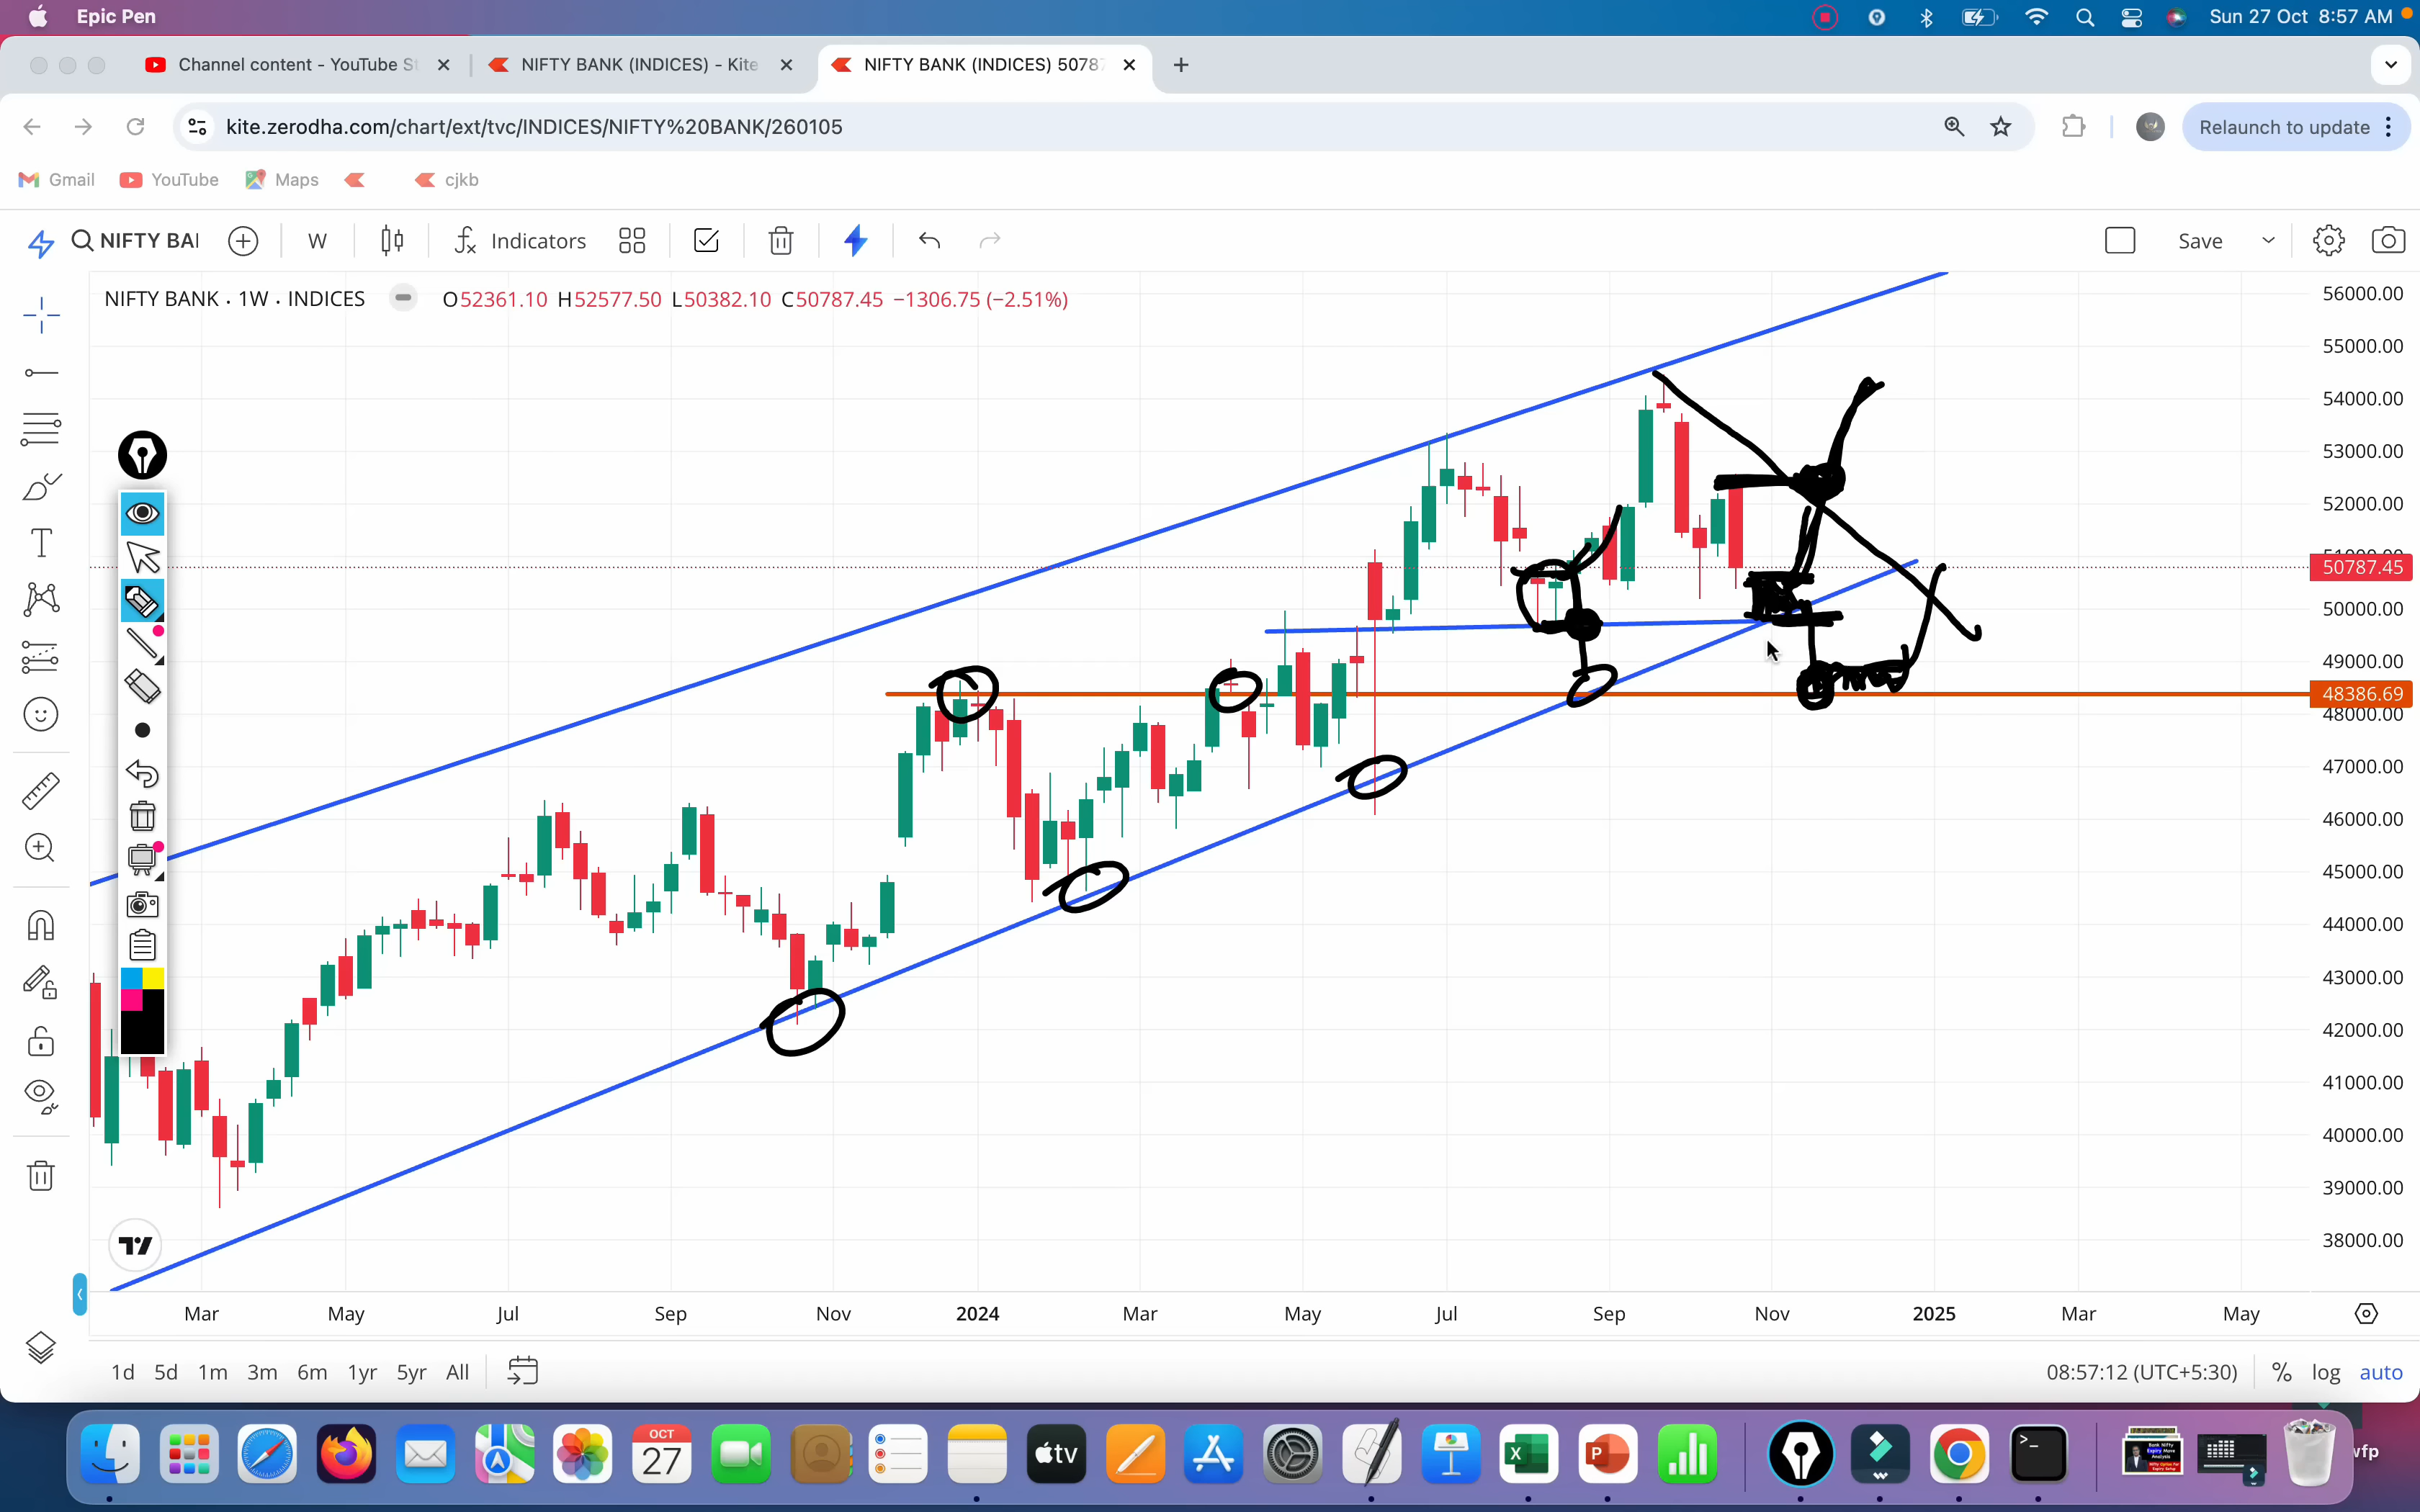 Epic Pen
Sun 27 Oct 8:57 AM
Channel content - YouTube St
NIFTY BANK (INDICES) - Kite
NIFTY BANK (INDICES) 5078
kite.zerodha.com/chart/ext/tvc/INDICES/NIFTY%20BANK/260105
Relaunch to update
Gmail
YouTube
Maps
cjkb
NIFTY BAI
W
Indicators
Save
NIFTY BANK · 1W · INDICES
O52361.10 H52577.50 L50382.10 C50787.45 −1306.75 (−2.51%)
56000.00
55000.00
54000.00
53000.00
52000.00
50787.45
50000.00
49000.00
48386.69
48000.00
47000.00
46000.00
45000.00
44000.00
43000.00
42000.00
41000.00
40000.00
39000.00
38000.00
Mar May Jul Sep Nov 2024 Mar May Jul Sep Nov 2025 Mar May
1d 5d 1m 3m 6m 1yr 5yr All
08:57:12 (UTC+5:30) % log auto
OCT
27
tv
X
P
Bank Nifty
wfp